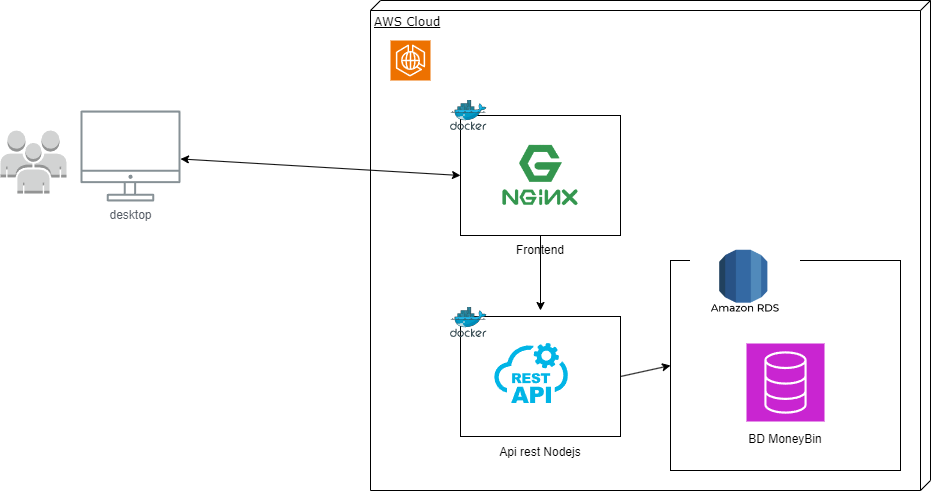 AWS Cloud
docker
NGiNX
desktop
Frontend
Amazon RDS
docker
REST
API
BD MoneyBin
Api rest Nodejs